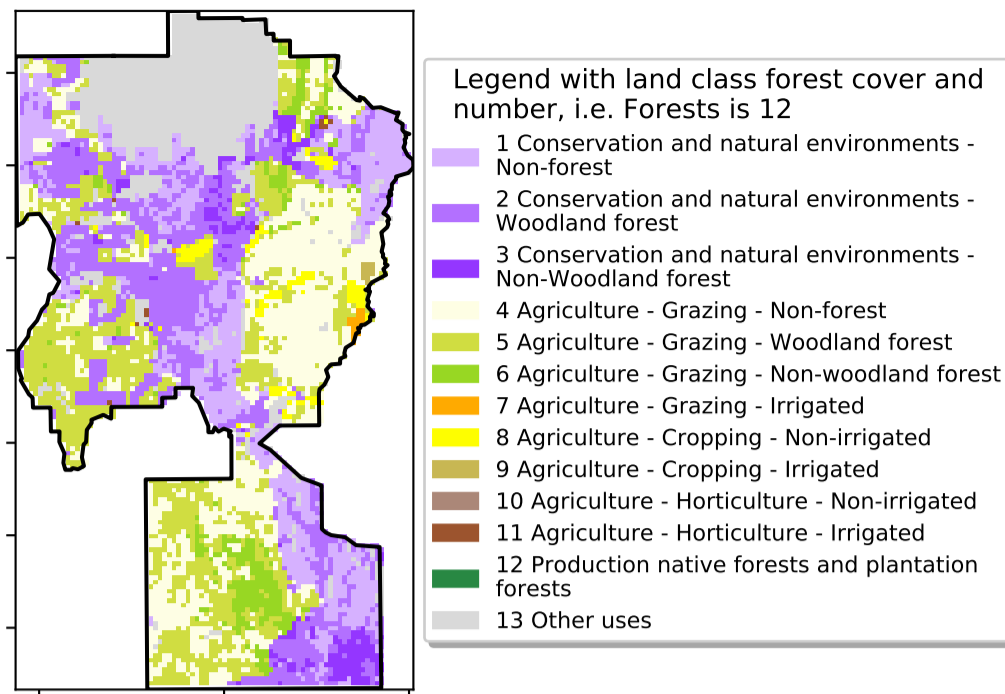 Legend with land class forest cover and
number, i.e. Forests is 12
1 Conservation and natural environments -
Non-forest
2 Conservation and natural environments -
Woodland forest
3 Conservation and natural environments -
Non-Woodland forest
4 Agriculture - Grazing - Non-forest
5 Agriculture - Grazing - Woodland forest
6 Agriculture - Grazing - Non-woodland forest
7 Agriculture - Grazing - Irrigated
8 Agriculture - Cropping - Non-irrigated
9 Agriculture - Cropping - Irrigated
10 Agriculture - Horticulture - Non-irrigated
11 Agriculture - Horticulture - Irrigated
12 Production native forests and plantation
forests
13 Other uses